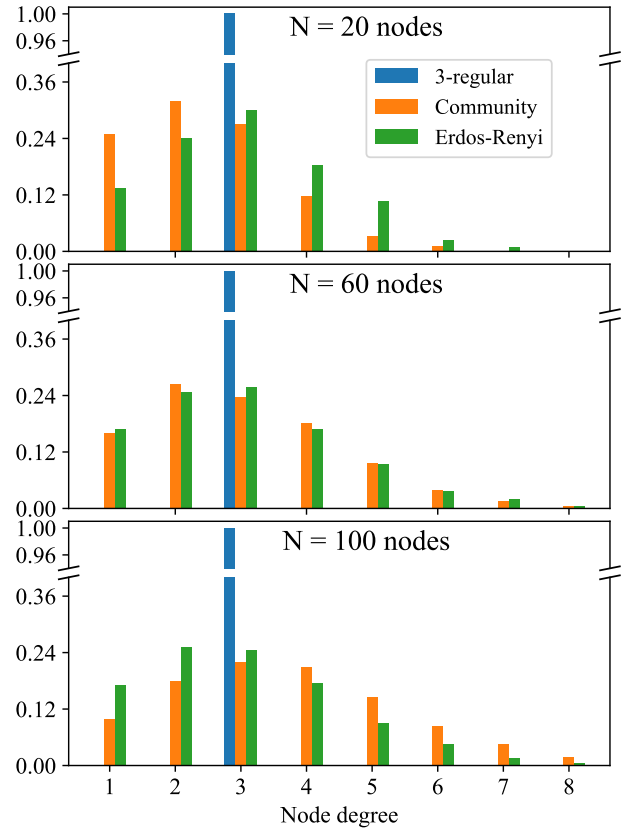 N = 20 nodes
1.00
0.96
0.36
0.24
0.12
0.00
3-regular
Community
Erdos-Renyi
N = 60 nodes
1.00
0.96
0.36
0.24
0.12
0.00
N = 100 nodes
1.00
0.96
0.36
0.24
0.12
0.00
1 2 3 4 5 6 7 8
Node degree